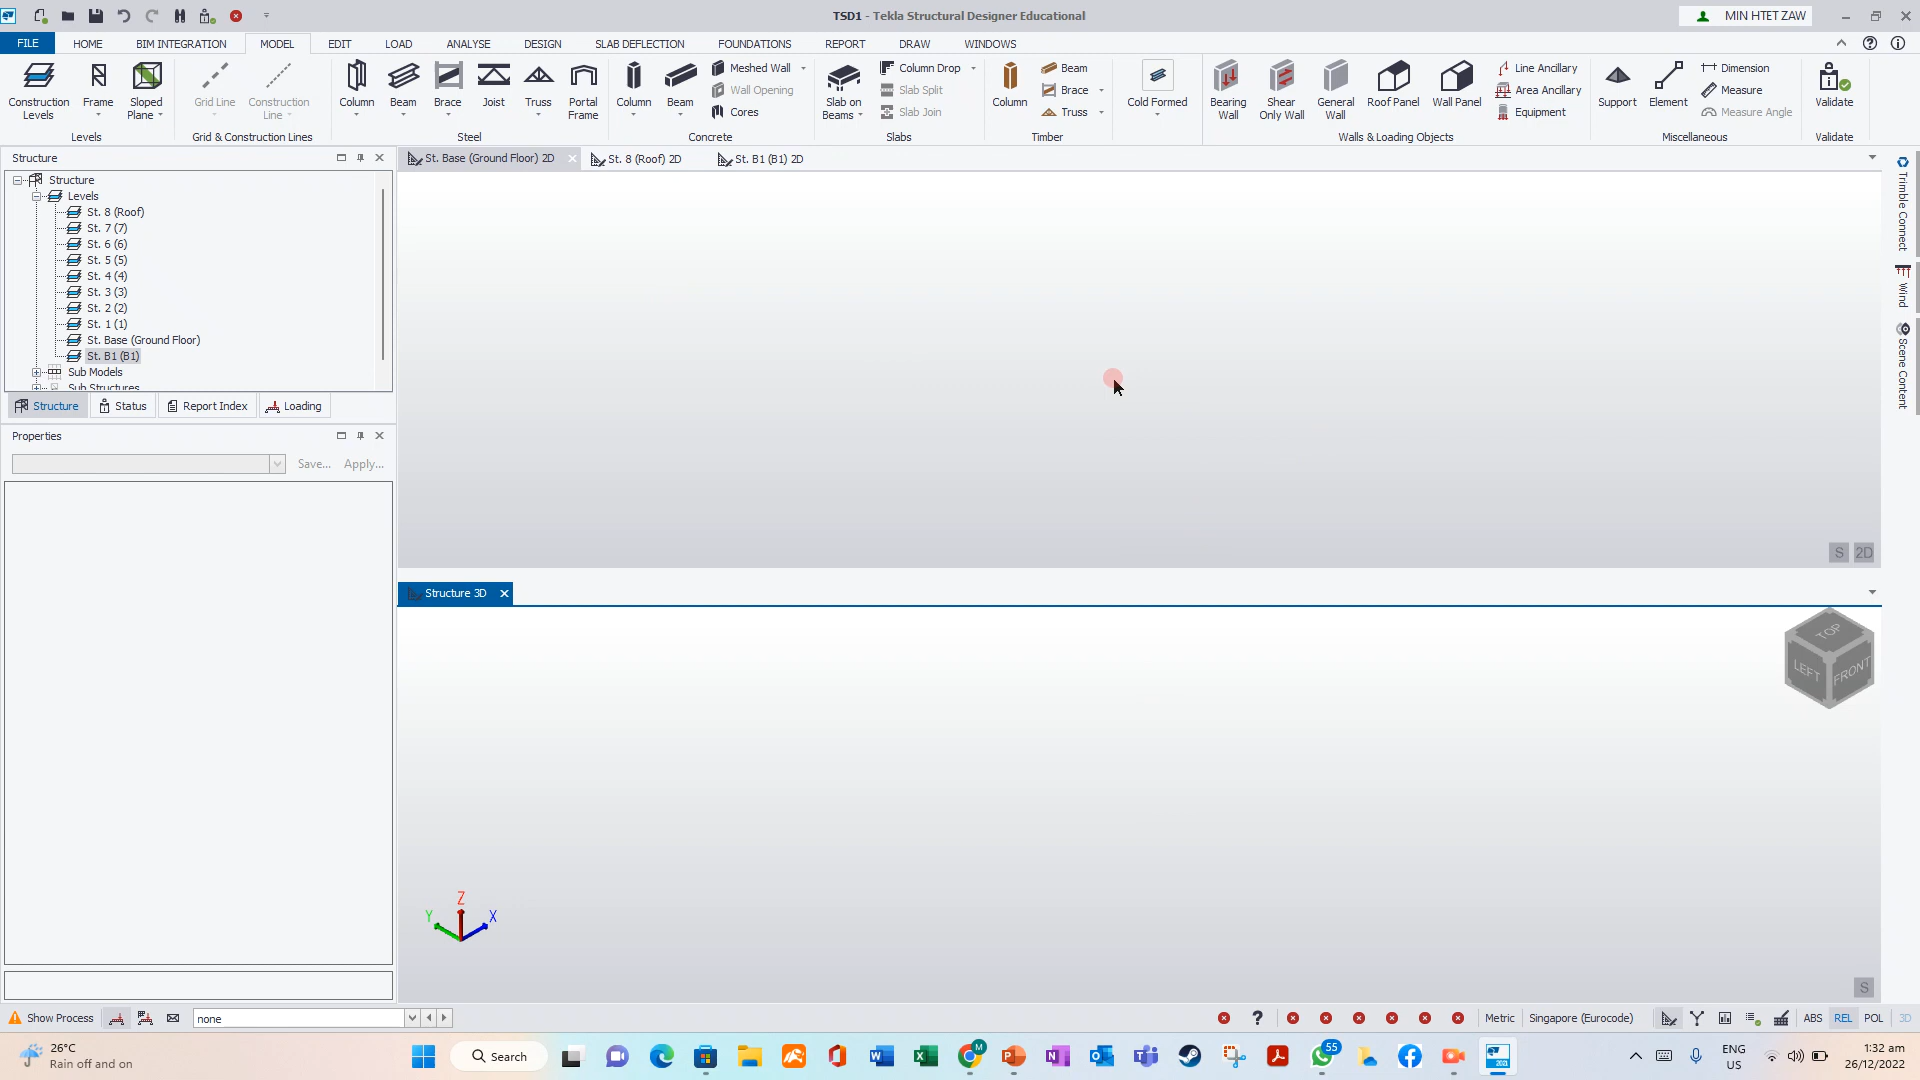 TSD1 - Tekla Structural Designer Educational
MIN HTET ZAW
FILE HOME BIM INTEGRATION MODEL EDIT LOAD ANALYSE DESIGN SLAB DEFLECTION FOUNDATIONS REPORT DRAW WINDOWS
Construction Levels
Frame
Sloped Plane
Levels
Grid Line
Construction Line
Grid & Construction Lines
Column
Beam
Brace
Joist
Truss
Portal Frame
Steel
Column
Beam
Meshed Wall
Wall Opening
Cores
Concrete
Slab on Beams
Column Drop
Slab Split
Slab Join
Slabs
Column
Beam
Brace
Truss
Timber
Cold Formed
Bearing Wall
Shear Only Wall
General Wall
Roof Panel
Wall Panel
Line Ancillary
Area Ancillary
Equipment
Walls & Loading Objects
Support
Element
Dimension
Measure
Measure Angle
Miscellaneous
Validate
Validate
Structure
Structure
Levels
St. 8 (Roof)
St. 7 (7)
St. 6 (6)
St. 5 (5)
St. 4 (4)
St. 3 (3)
St. 2 (2)
St. 1 (1)
St. Base (Ground Floor)
St. B1 (B1)
Sub Models
Sub Structures
Structure Status Report Index Loading
Properties
Save... Apply...
St. Base (Ground Floor) 2D
St. 8 (Roof) 2D
St. B1 (B1) 2D
S 2D
Structure 3D
TOP
LEFT
FRONT
Z
Y
X
S
Trimble Connect
Wind
Scene Content
Show Process
none
Metric
Singapore (Eurocode)
ABS REL POL 3D
26°C
Rain off and on
Search
M
55
2021
ENG
US
1:32 am
26/12/2022